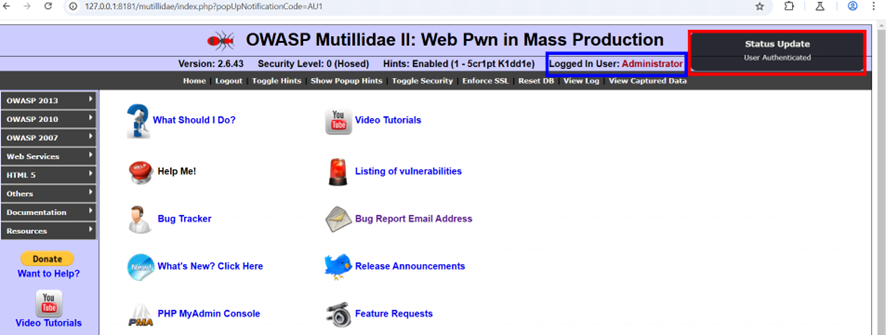 127.0.0.1:8181/mutillidae/index.php?popUpNotificationCode=AU1
OWASP Mutillidae II: Web Pwn in Mass Production
Status Update
User Authenticated
Version: 2.6.43 Security Level: 0 (Hosed) Hints: Enabled (1 - 5cr1pt K1dd1e) Logged In User: Administrator
Home | Logout | Toggle Hints | Show Popup Hints | Toggle Security | Enforce SSL | Reset DB | View Log | View Captured Data
OWASP 2013
OWASP 2010
OWASP 2007
Web Services
HTML 5
Others
Documentation
Resources
Donate
Want to Help?
You
Tube
Video Tutorials
What Should I Do?
You
Tube
Video Tutorials
HELP
Help Me!
Listing of vulnerabilities
Bug Tracker
Bug Report Email Address
New!
What's New? Click Here
Release Announcements
PMA
PHP MyAdmin Console
Feature Requests